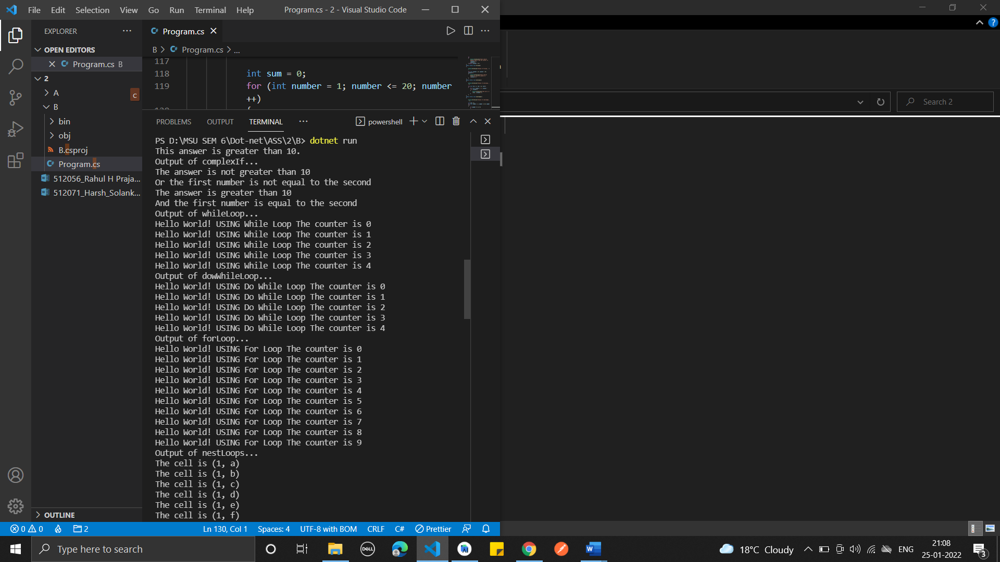 File Edit Selection View Go Run Terminal Help Program.cs - 2 - Visual Studio Code
EXPLORER
OPEN EDITORS
Program.cs B
2
A c
B
bin
obj
B.csproj
Program.cs
512056_Rahul H Praja...
512071_Harsh_Solank...
OUTLINE
Program.cs
B > Program.cs > ...
117
118 int sum = 0;
119 for (int number = 1; number <= 20; number
++)
PROBLEMS OUTPUT TERMINAL ... powershell
PS D:\MSU SEM 6\Dot-net\ASS\2\B> dotnet run
This answer is greater than 10.
Output of complexIf...
The answer is not greater than 10
Or the first number is not equal to the second
The answer is greater than 10
And the first number is equal to the second
Output of whileLoop...
Hello World! USING While Loop The counter is 0
Hello World! USING While Loop The counter is 1
Hello World! USING While Loop The counter is 2
Hello World! USING While Loop The counter is 3
Hello World! USING While Loop The counter is 4
Output of dowWhileLoop...
Hello World! USING Do While Loop The counter is 0
Hello World! USING Do While Loop The counter is 1
Hello World! USING Do While Loop The counter is 2
Hello World! USING Do While Loop The counter is 3
Hello World! USING Do While Loop The counter is 4
Output of forLoop...
Hello World! USING For Loop The counter is 0
Hello World! USING For Loop The counter is 1
Hello World! USING For Loop The counter is 2
Hello World! USING For Loop The counter is 3
Hello World! USING For Loop The counter is 4
Hello World! USING For Loop The counter is 5
Hello World! USING For Loop The counter is 6
Hello World! USING For Loop The counter is 7
Hello World! USING For Loop The counter is 8
Hello World! USING For Loop The counter is 9
Output of nestLoops...
The cell is (1, a)
The cell is (1, b)
The cell is (1, c)
The cell is (1, d)
The cell is (1, e)
The cell is (1, f)
Search 2
0 0 2 Ln 130, Col 1 Spaces: 4 UTF-8 with BOM CRLF C# Prettier
Type here to search
DELL
18°C Cloudy ENG
21:08
25-01-2022
3